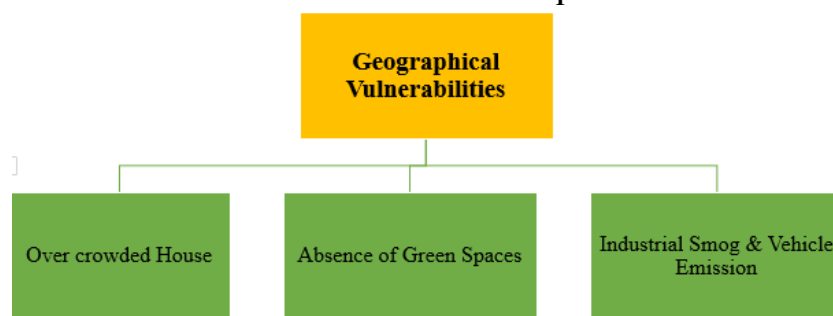 Geographical
Vulnerabilities
Over crowded House
Absence of Green Spaces
Industrial Smog & Vehicle
Emission